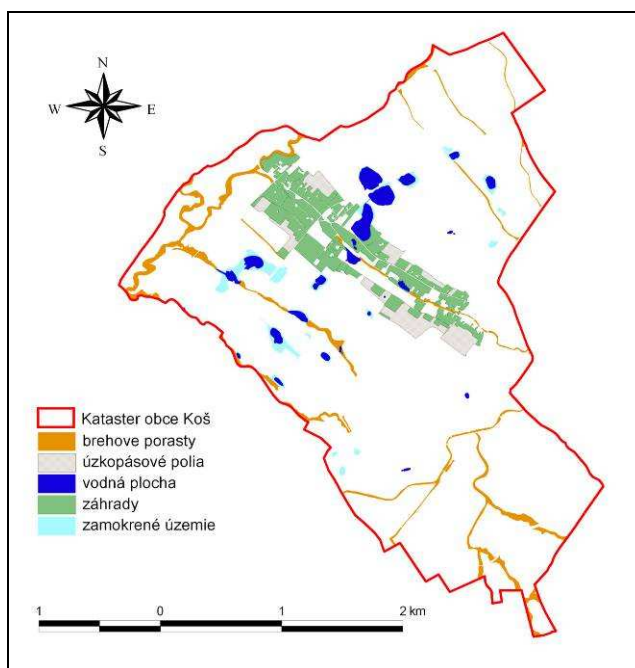 N
W E
S
Kataster obce Koš
brehove porasty
úzkopásové polia
vodná plocha
záhrady
zamokrené územie
1 0 1 2 km